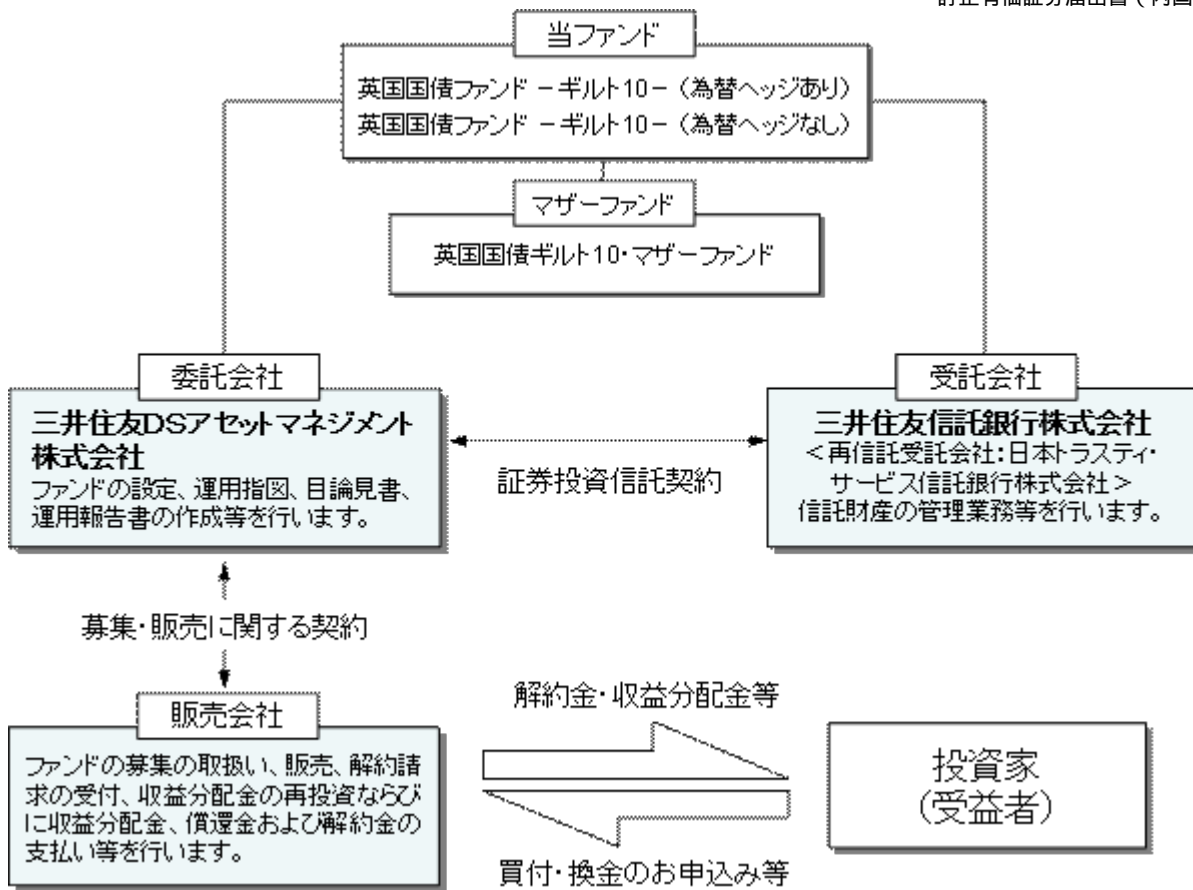 当ファンド
英国国債ファンド －ギルト10－（為替ヘッジあり）
英国国債ファンド －ギルト10－（為替ヘッジなし）
マザーファンド
英国国債ギルト10・マザーファンド
委託会社
三井住友DSアセットマネジメント
株式会社
ファンドの設定、運用指図、目論見書、
運用報告書の作成等を行います。
証券投資信託契約
受託会社
三井住友信託銀行株式会社
＜再信託受託会社：日本トラスティ・
サービス信託銀行株式会社＞
信託財産の管理業務等を行います。
募集・販売に関する契約
販売会社
ファンドの募集の取扱い、販売、解約請
求の受付、収益分配金の再投資ならび
に収益分配金、償還金および解約金の
支払い等を行います。
解約金・収益分配金等
買付・換金のお申込み等
投資家
（受益者）